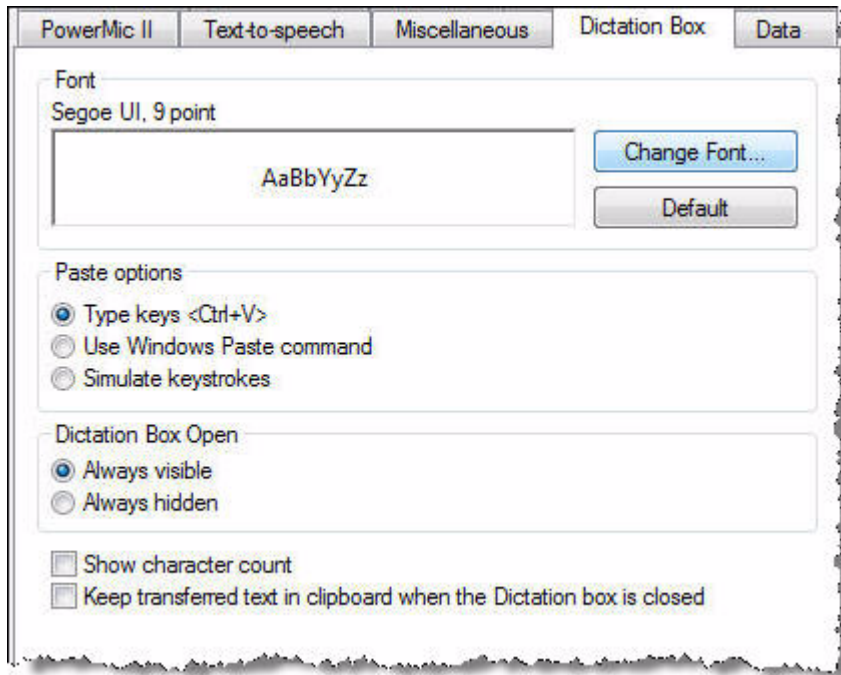 PowerMic II Text-to-speech Miscellaneous Dictation Box Data
Font
Segoe UI, 9 point
AaBbYyZz
Change Font...
Default
Paste options
Type keys <Ctrl+V>
Use Windows Paste command
Simulate keystrokes
Dictation Box Open
Always visible
Always hidden
Show character count
Keep transferred text in clipboard when the Dictation box is closed